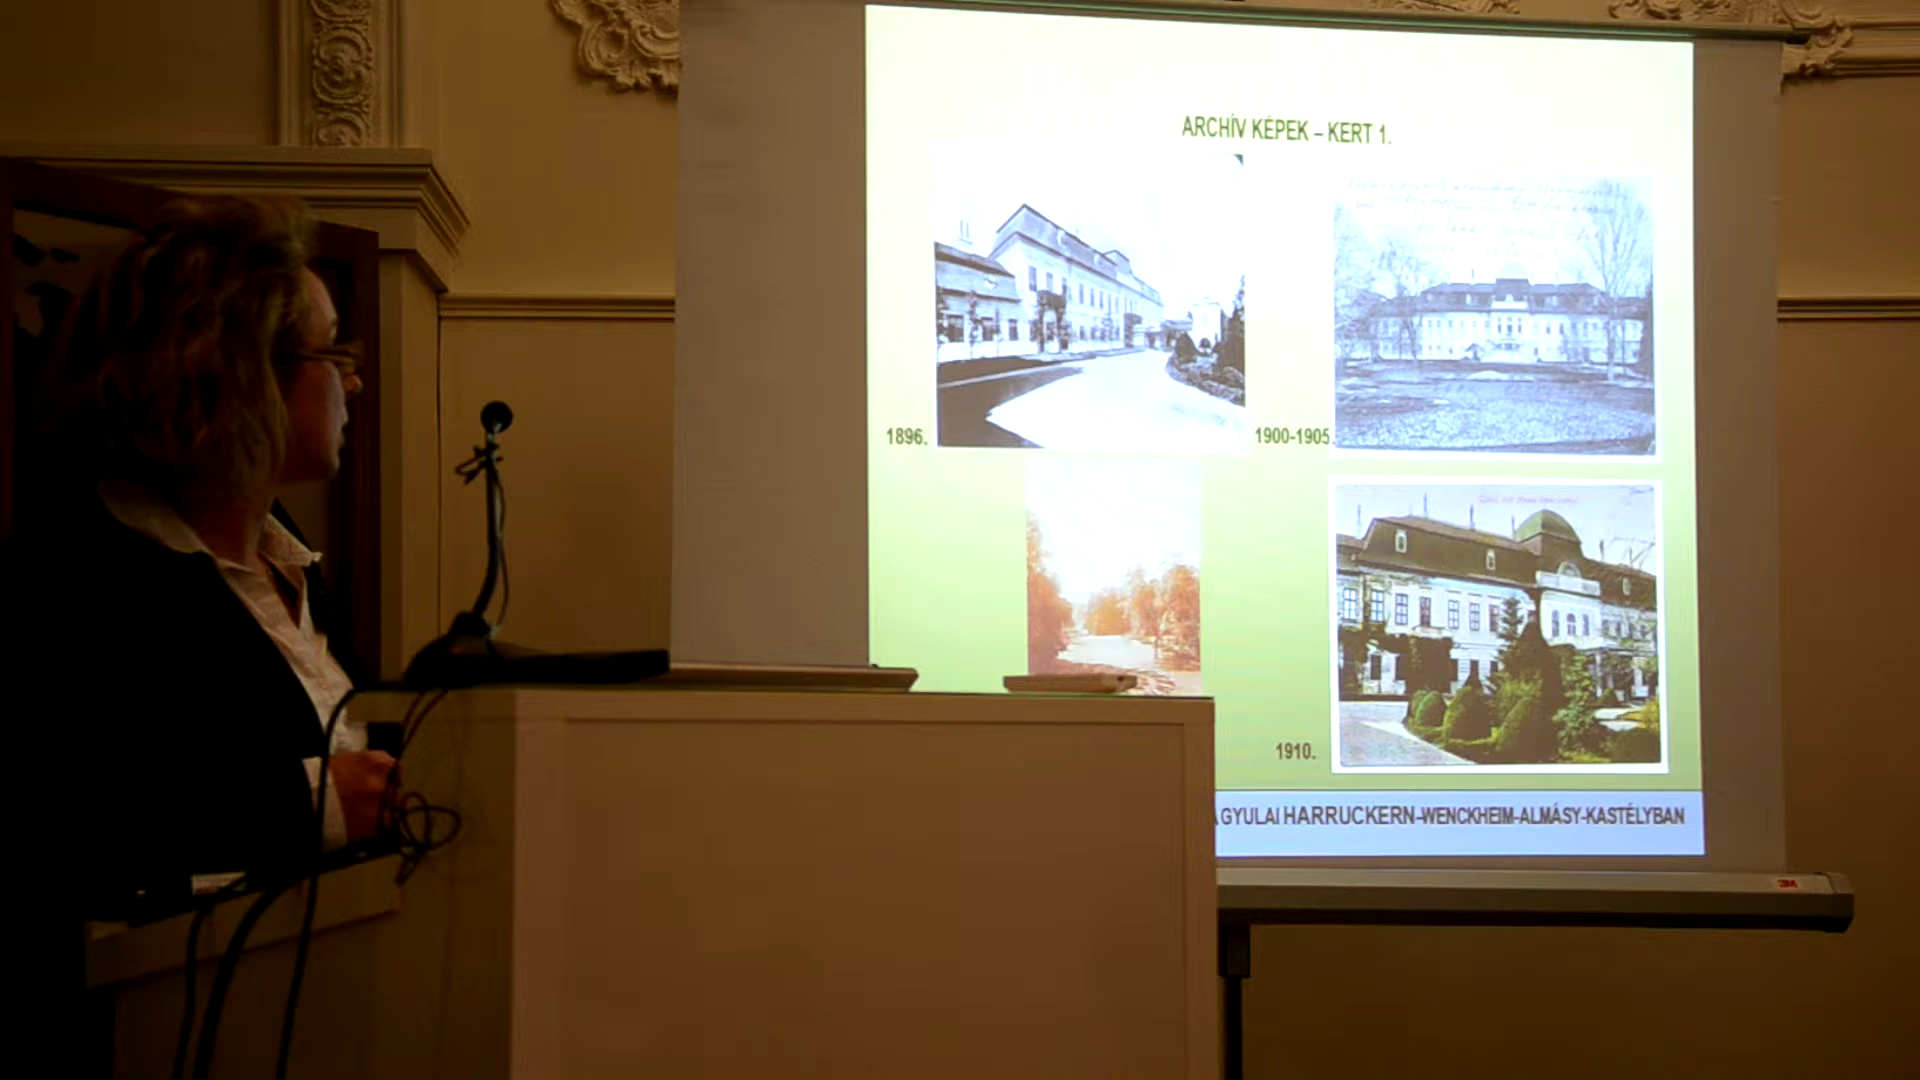 ARCHÍV KÉPEK – KERT 1.
1896.
1900-1905.
1910.
GYULAI HARRUCKERN-WENCKHEIM-ALMÁSY-KASTÉLYBAN
3M